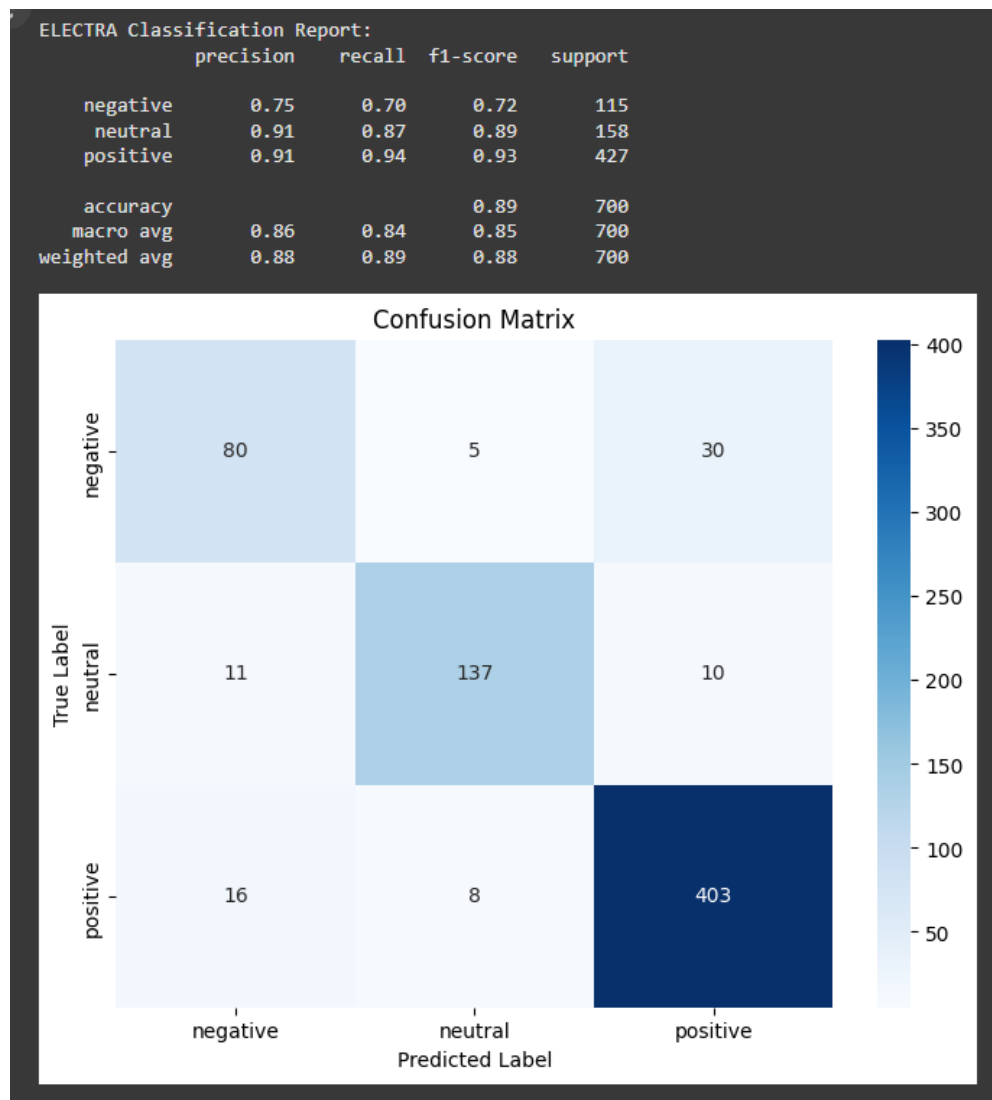 ELECTRA Classification Report:
precision recall f1-score support
negative 0.75 0.70 0.72 115
neutral 0.91 0.87 0.89 158
positive 0.91 0.94 0.93 427
accuracy 0.89 700
macro avg 0.86 0.84 0.85 700
weighted avg 0.88 0.89 0.88 700
Confusion Matrix
True Label
negative
80 5 30
neutral
11 137 10
positive
16 8 403
negative neutral positive
Predicted Label
400
350
300
250
200
150
100
50